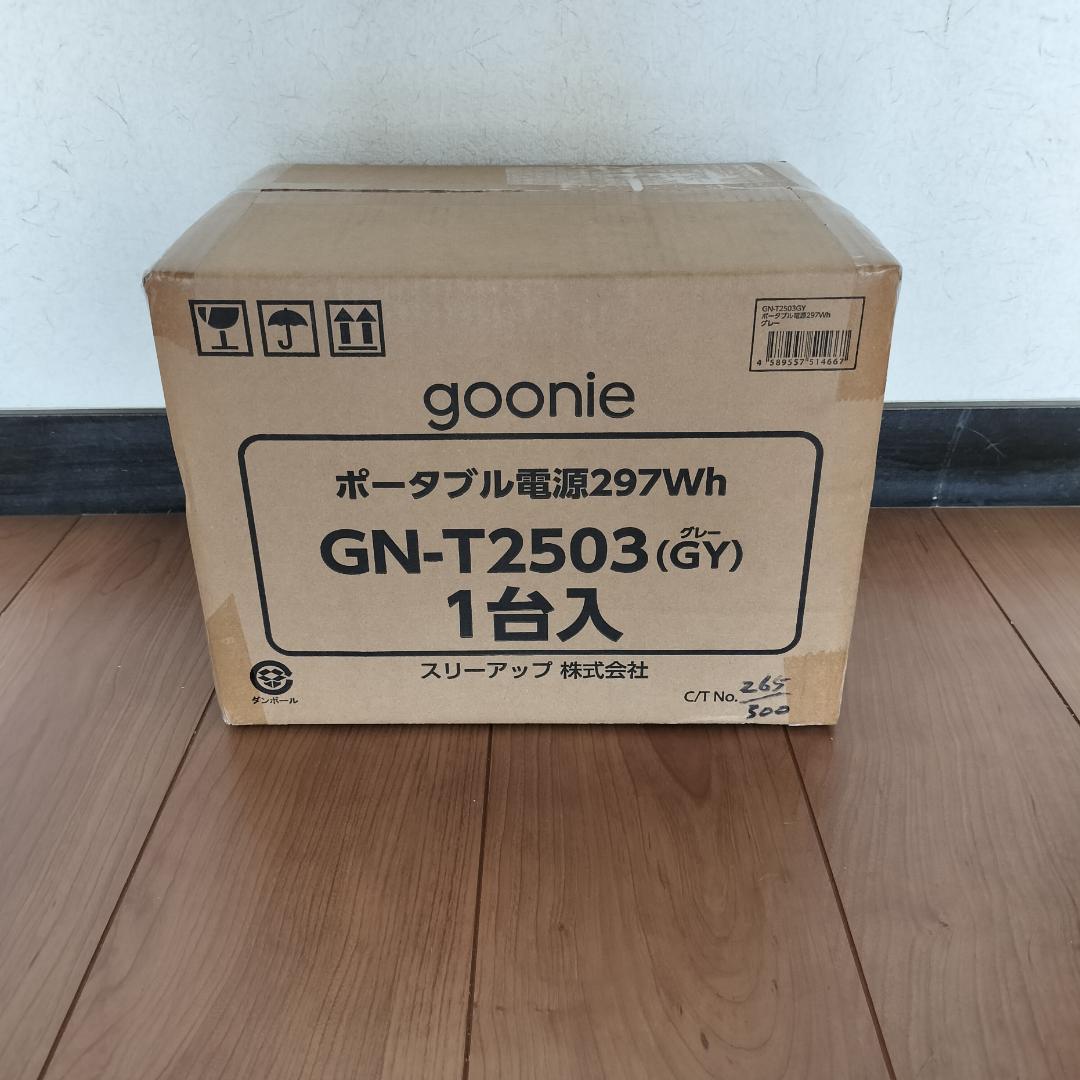 GN-T2503GY
ポータブル電源297Wh
グレー
4 589557 514667
goonie
ポータブル電源297Wh
グレー
GN-T2503(GY)
1台入
スリーアップ 株式会社
ダンボール
C/T No. 265
500